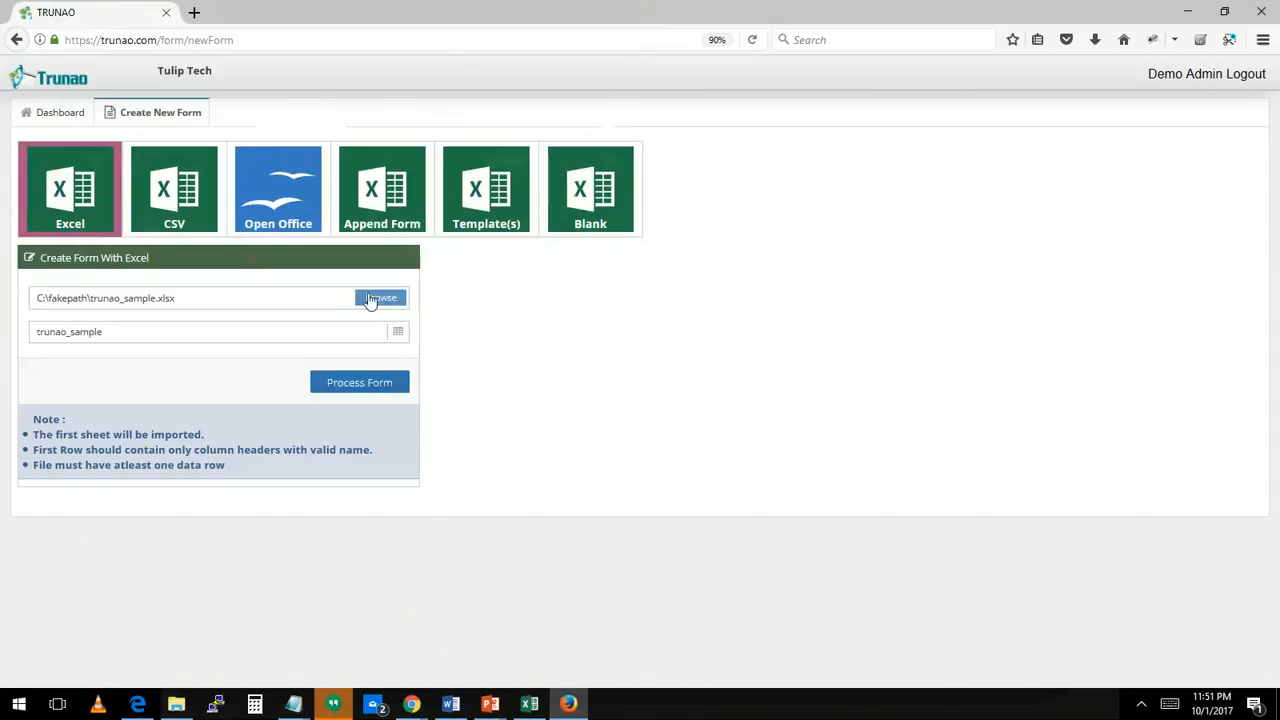 TRUNAO
https://trunao.com/form/newForm
90%
Search
Trunao
Tulip Tech
Demo Admin Logout
Dashboard
Create New Form
Excel
CSV
Open Office
Append Form
Template(s)
Blank
Create Form With Excel
C:\fakepath\trunao_sample.xlsx
Browse
trunao_sample
Process Form
Note :
The first sheet will be imported.
First Row should contain only column headers with valid name.
File must have atleast one data row
2
11:51 PM
10/1/2017
1